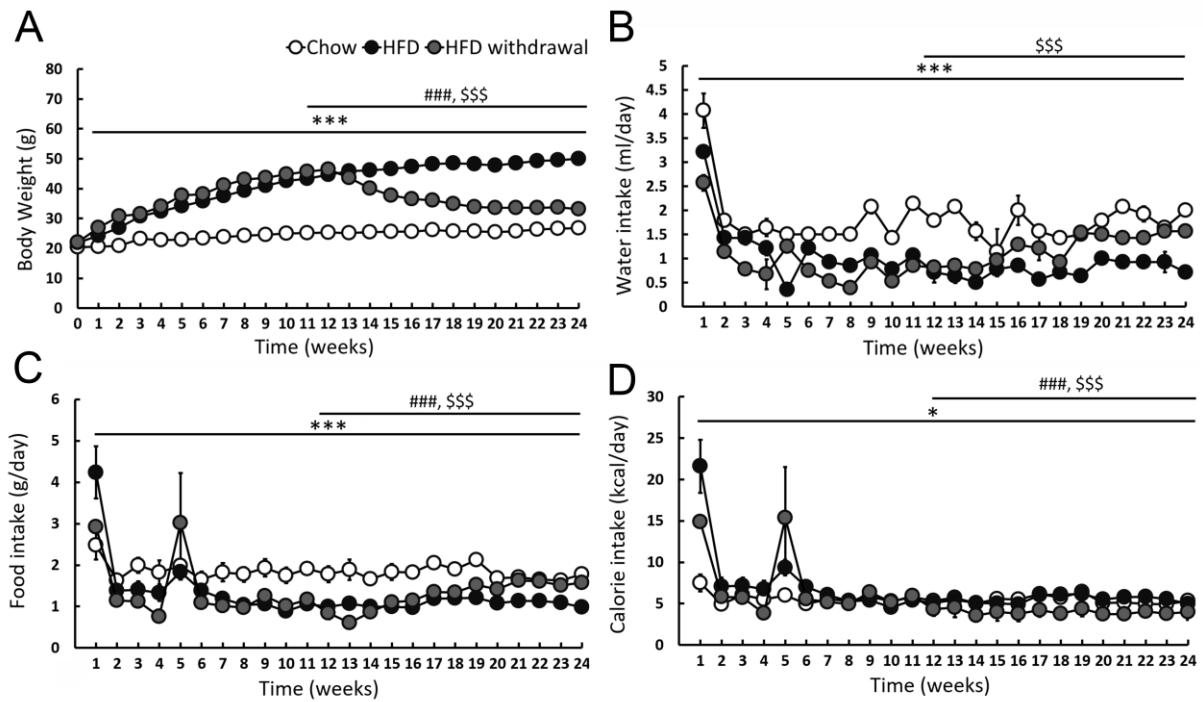 A
Chow HFD HFD withdrawal
###, $$$
***
Body Weight (g)
80
70
60
50
40
30
20
10
0
0 1 2 3 4 5 6 7 8 9 10 11 12 13 14 15 16 17 18 19 20 21 22 23 24
Time (weeks)
B
$$$
***
Water intake (ml/day)
5
4.5
4
3.5
3
2.5
2
1.5
1
0.5
0
1 2 3 4 5 6 7 8 9 10 11 12 13 14 15 16 17 18 19 20 21 22 23 24
Time (weeks)
C
###, $$$
***
Food intake (g/day)
6
5
4
3
2
1
0
1 2 3 4 5 6 7 8 9 10 11 12 13 14 15 16 17 18 19 20 21 22 23 24
Time (weeks)
D
###, $$$
*
Calorie intake (kcal/day)
30
25
20
15
10
5
0
1 2 3 4 5 6 7 8 9 10 11 12 13 14 15 16 17 18 19 20 21 22 23 24
Time (weeks)